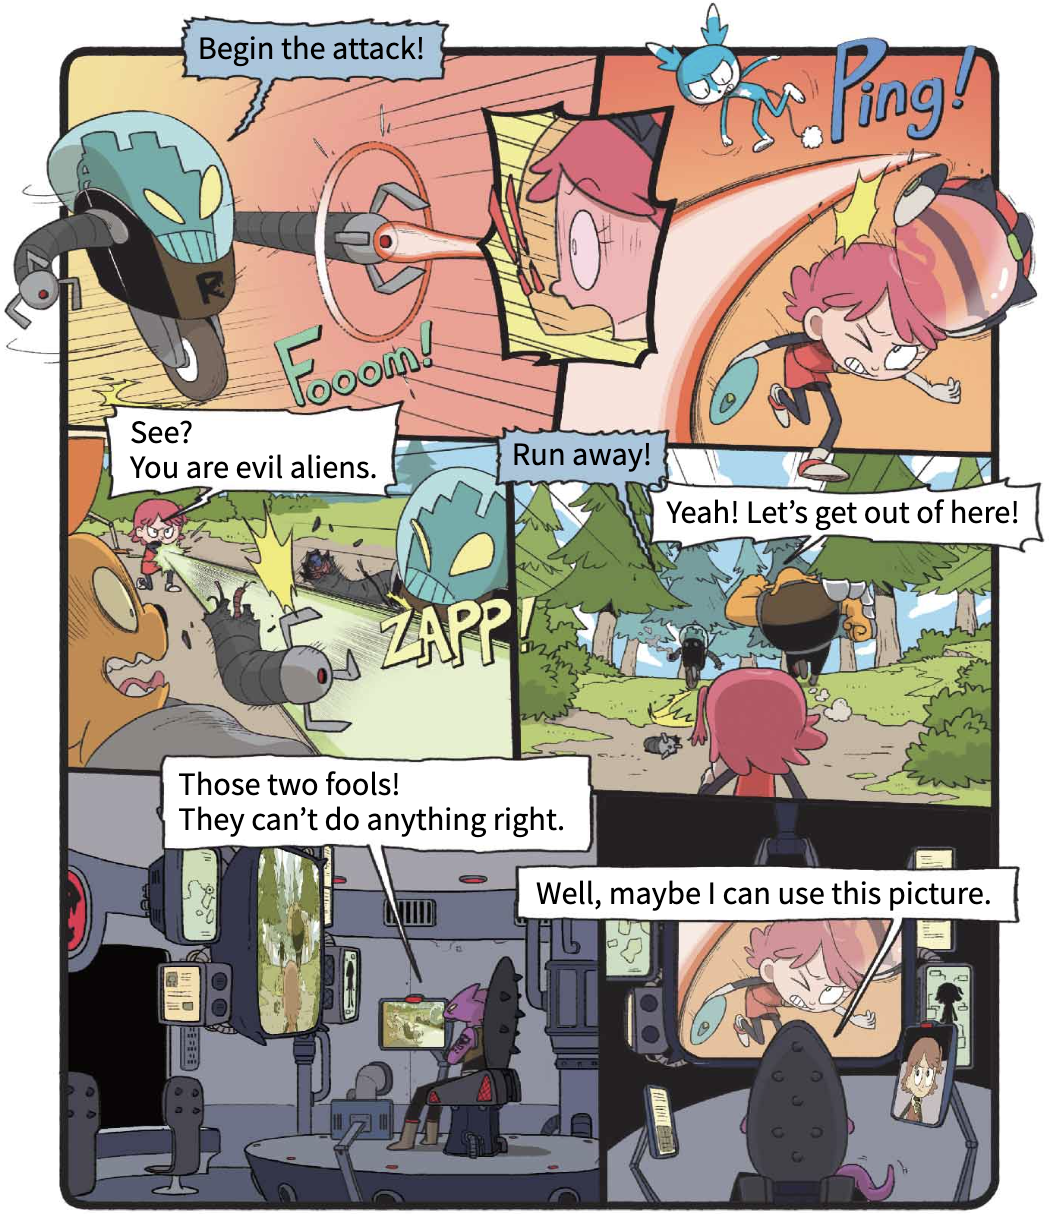 Begin the attack!
Ping!
R
Fooom!
See?
You are evil aliens.
Run away!
Yeah! Let's get out of here!
ZAPP!
Those two fools!
They can't do anything right.
Well, maybe I can use this picture.